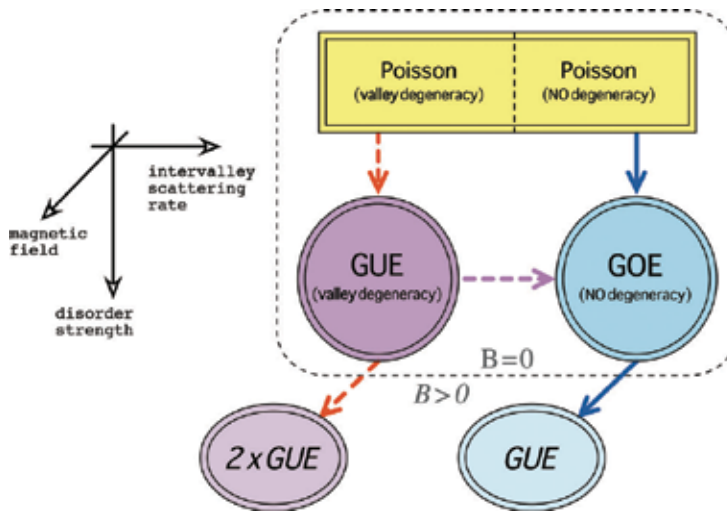 Poisson
(valley degeneracy)
Poisson
(NO degeneracy)
intervalley
scattering
rate
magnetic
field
disorder
strength
GUE
(valley degeneracy)
GOE
(NO degeneracy)
B=0
B>0
2 x GUE
GUE